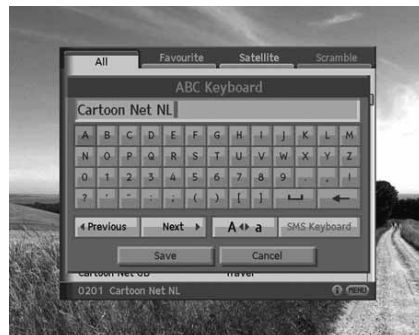 All Favourite Satellite Scramble
ABC Keyboard
Cartoon Net NL
A B C D E F G H I J K L M
N O P Q R S T U V W X Y Z
0 1 2 3 4 5 6 7 8 9 . , !
? ' " : ; ( ) [ ]
Previous Next A a SMS Keyboard
Save Cancel
Cartoon Net GB Travel
0201 Cartoon Net NL i MENU